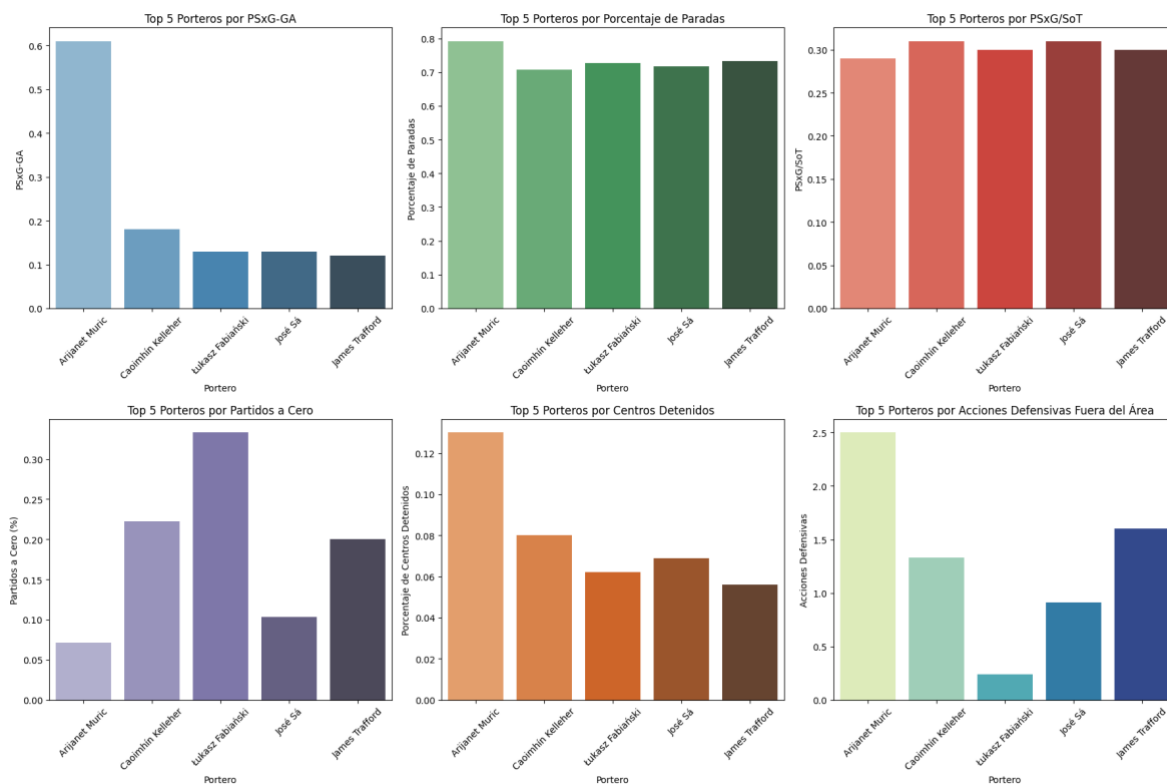 Top 5 Porteros por PSxG-GA
PSxG-GA
0.6
0.5
0.4
0.3
0.2
0.1
0.0
Arijanet Muric
Caoimhín Kelleher
Łukasz Fabiański
José Sá
James Trafford
Portero
Top 5 Porteros por Porcentaje de Paradas
Porcentaje de Paradas
0.8
0.7
0.6
0.5
0.4
0.3
0.2
0.1
0.0
Arijanet Muric
Caoimhín Kelleher
Łukasz Fabiański
José Sá
James Trafford
Portero
Top 5 Porteros por PSxG/SoT
PSxG/SoT
0.30
0.25
0.20
0.15
0.10
0.05
0.00
Arijanet Muric
Caoimhín Kelleher
Łukasz Fabiański
José Sá
James Trafford
Portero
Top 5 Porteros por Partidos a Cero
Partidos a Cero (%)
0.30
0.25
0.20
0.15
0.10
0.05
0.00
Arijanet Muric
Caoimhín Kelleher
Łukasz Fabiański
José Sá
James Trafford
Portero
Top 5 Porteros por Centros Detenidos
Porcentaje de Centros Detenidos
0.12
0.10
0.08
0.06
0.04
0.02
0.00
Arijanet Muric
Caoimhín Kelleher
Łukasz Fabiański
José Sá
James Trafford
Portero
Top 5 Porteros por Acciones Defensivas Fuera del Área
Acciones Defensivas
2.5
2.0
1.5
1.0
0.5
0.0
Arijanet Muric
Caoimhín Kelleher
Łukasz Fabiański
José Sá
James Trafford
Portero